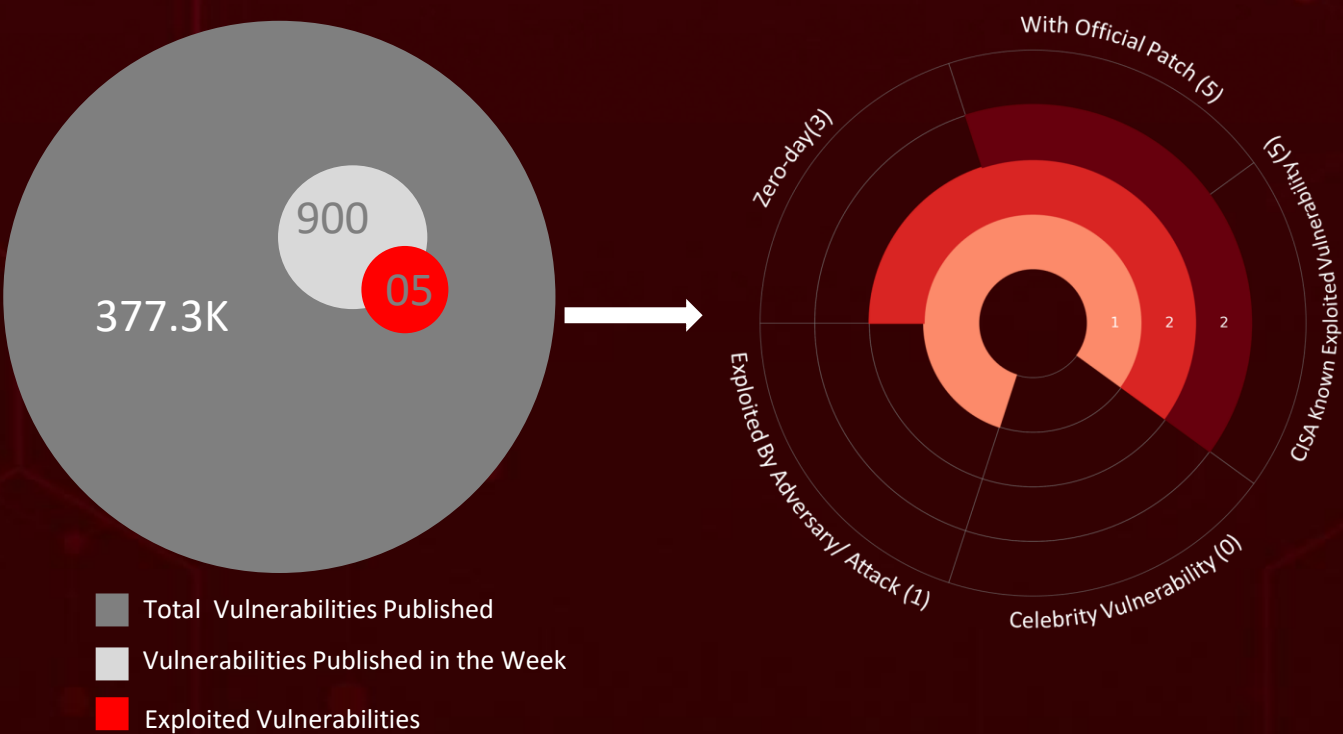 377.3K
900
05
Total Vulnerabilities Published
Vulnerabilities Published in the Week
Exploited Vulnerabilities
With Official Patch (5)
Zero-day(3)
CISA Known Exploited Vulnerability(5)
1 2 2
Exploited By Adversary/ Attack (1)
Celebrity Vulnerability (0)